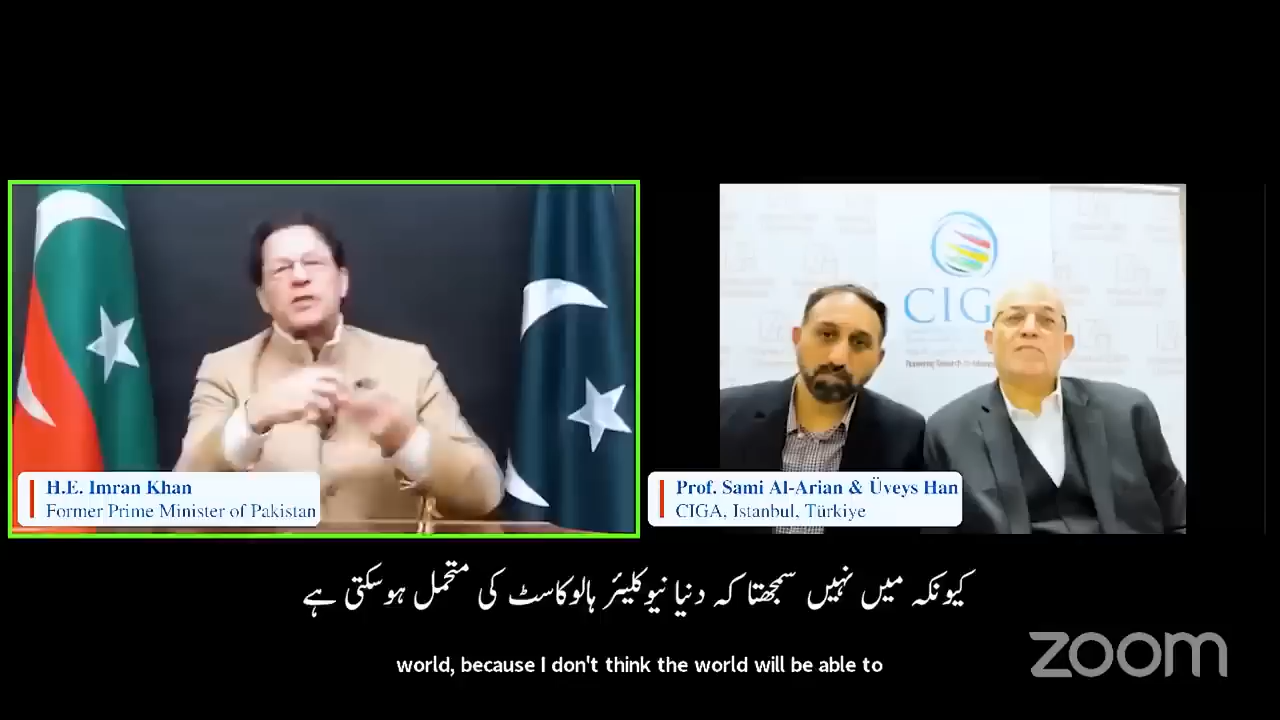 CIGA
H.E. Imran Khan
Former Prime Minister of Pakistan
Prof. Sami Al-Arian & Üveys Han
CIGA, Istanbul, Türkiye
کیونکہ میں نہیں سمجھتا کہ دنیا نیوکلیئر ہالوکاسٹ کی متحمل ہوسکتی ہے
world, because I don't think the world will be able to
zoom